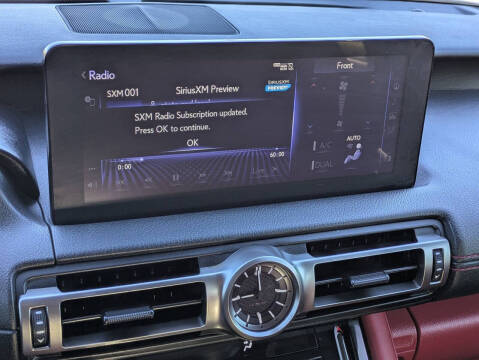 Radio
Front
SXM 001
SiriusXM Preview
SIRIUSXM
PREVIEW
SXM Radio Subscription updated.
Press OK to continue.
OK
AUTO
A/C
DUAL
0:00
60:00
Live